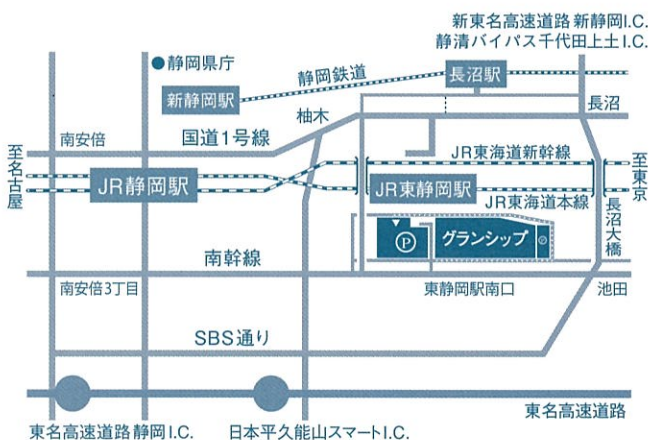 新東名高速道路 新静岡I.C.
静清バイパス千代田上土I.C.
静岡県庁
静岡鉄道
長沼駅
新静岡駅
柚木
長沼
南安倍
国道1号線
JR東海道新幹線
至名古屋
JR静岡駅
JR東静岡駅
至東京
JR東海道本線
長沼大橋
P
グランシップ
P
南幹線
南安倍3丁目
東静岡駅南口
池田
SBS通り
東名高速道路
東名高速道路 静岡I.C.
日本平久能山スマートI.C.